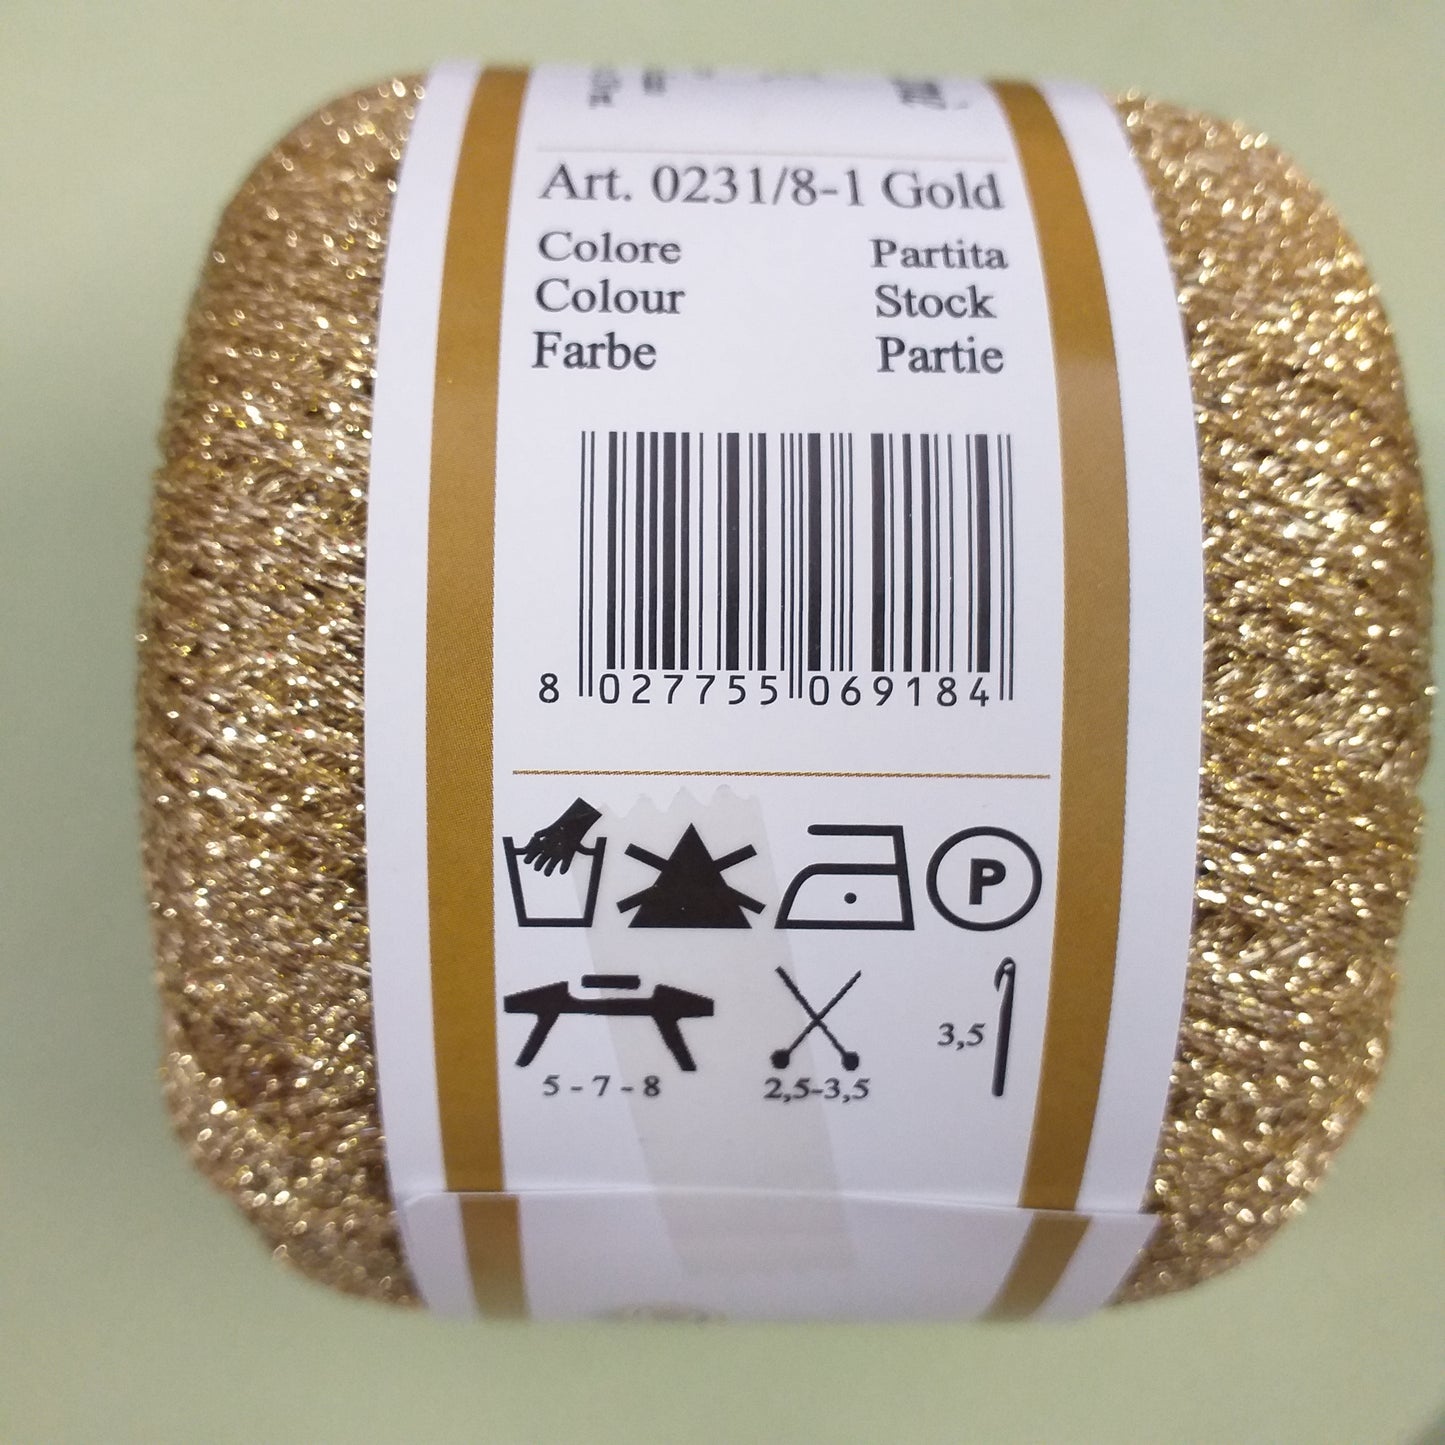 Art. 0231/8-1 Gold
Colore Partita
Colour Stock
Farbe Partie
8 027755 069184
P
3,5
5 - 7 - 8
2,5-3,5